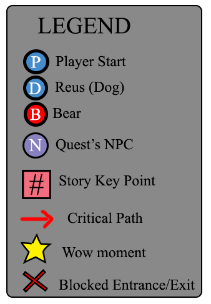 LEGEND
P Player Start
D Reus (Dog)
B Bear
N Quest's NPC
# Story Key Point
Critical Path
Wow moment
Blocked Entrance/Exit